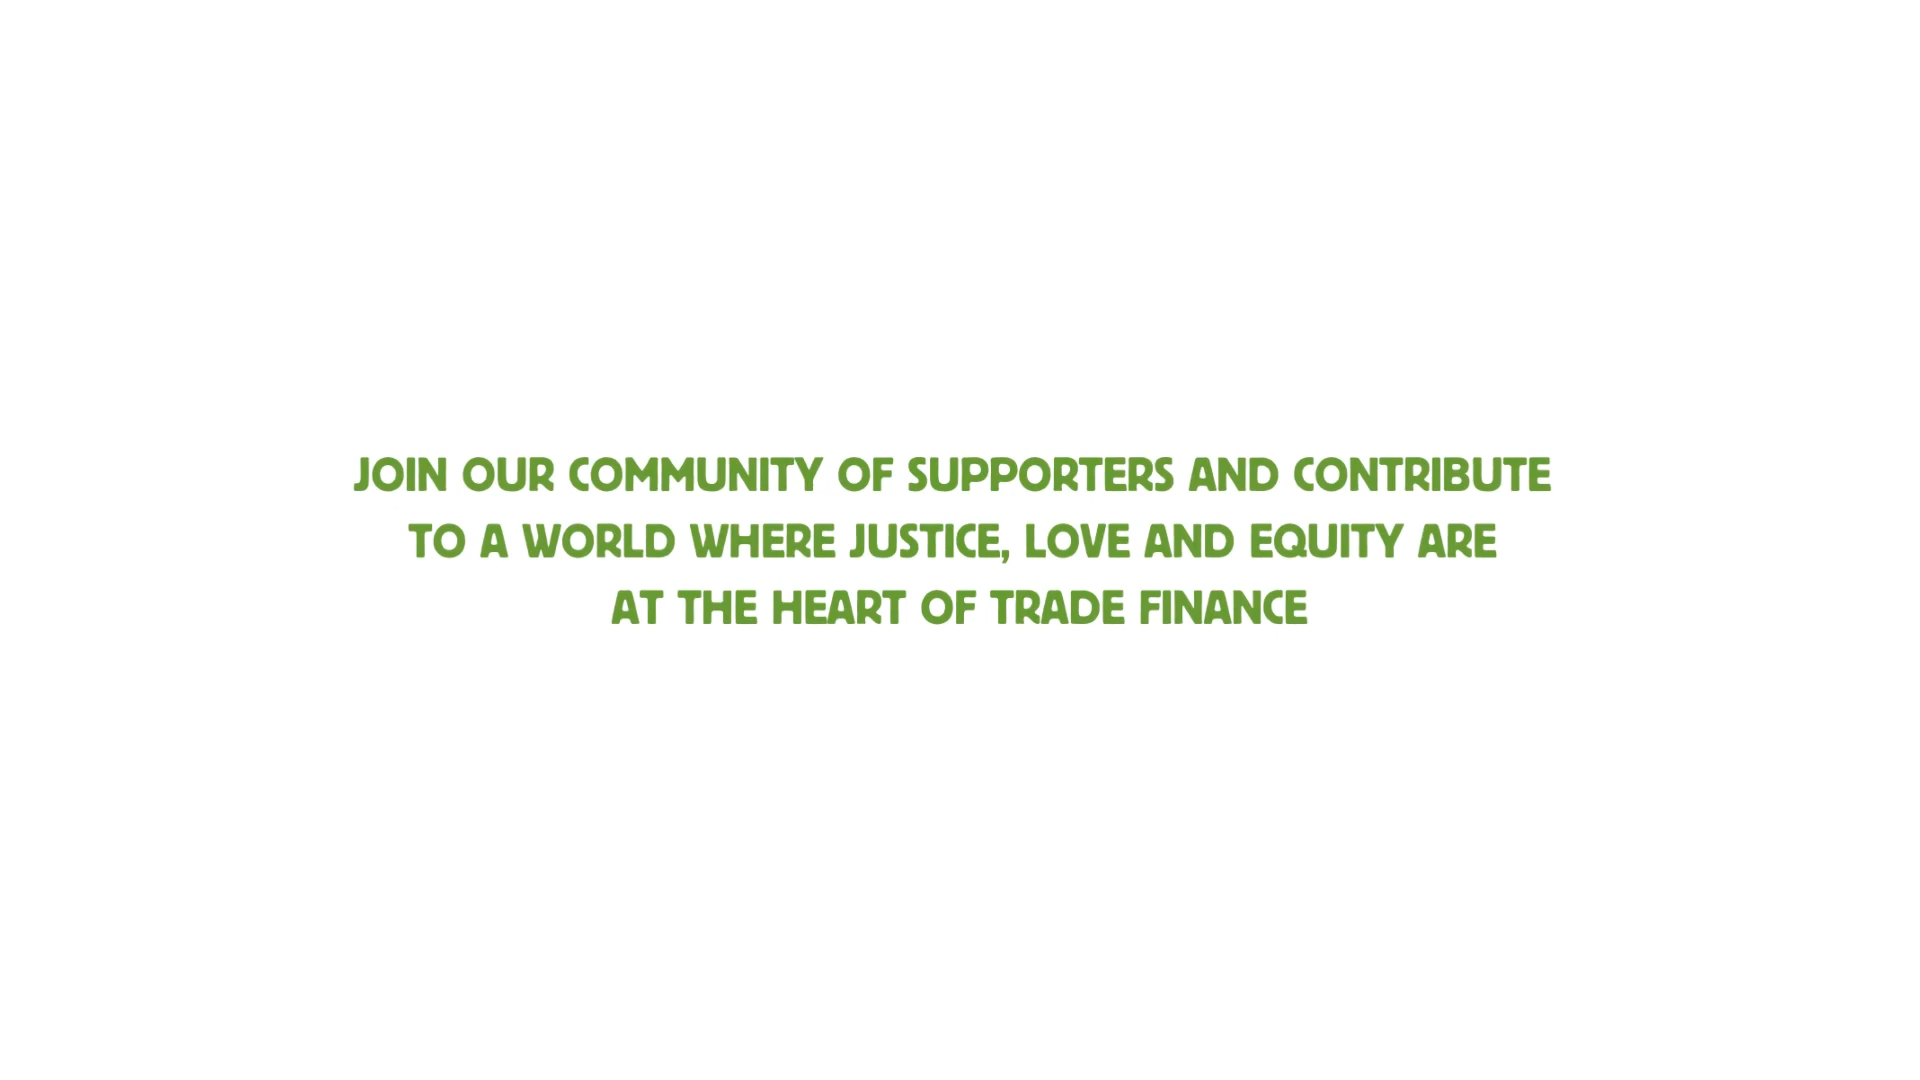 JOIN OUR COMMUNITY OF SUPPORTERS AND CONTRIBUTE
TO A WORLD WHERE JUSTICE, LOVE AND EQUITY ARE
AT THE HEART OF TRADE FINANCE